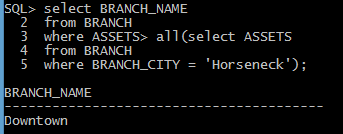 SQL> select BRANCH_NAME
2 from BRANCH
3 where ASSETS> all(select ASSETS
4 from BRANCH
5 where BRANCH_CITY = 'Horseneck');
BRANCH_NAME
----------------------------------------
Downtown